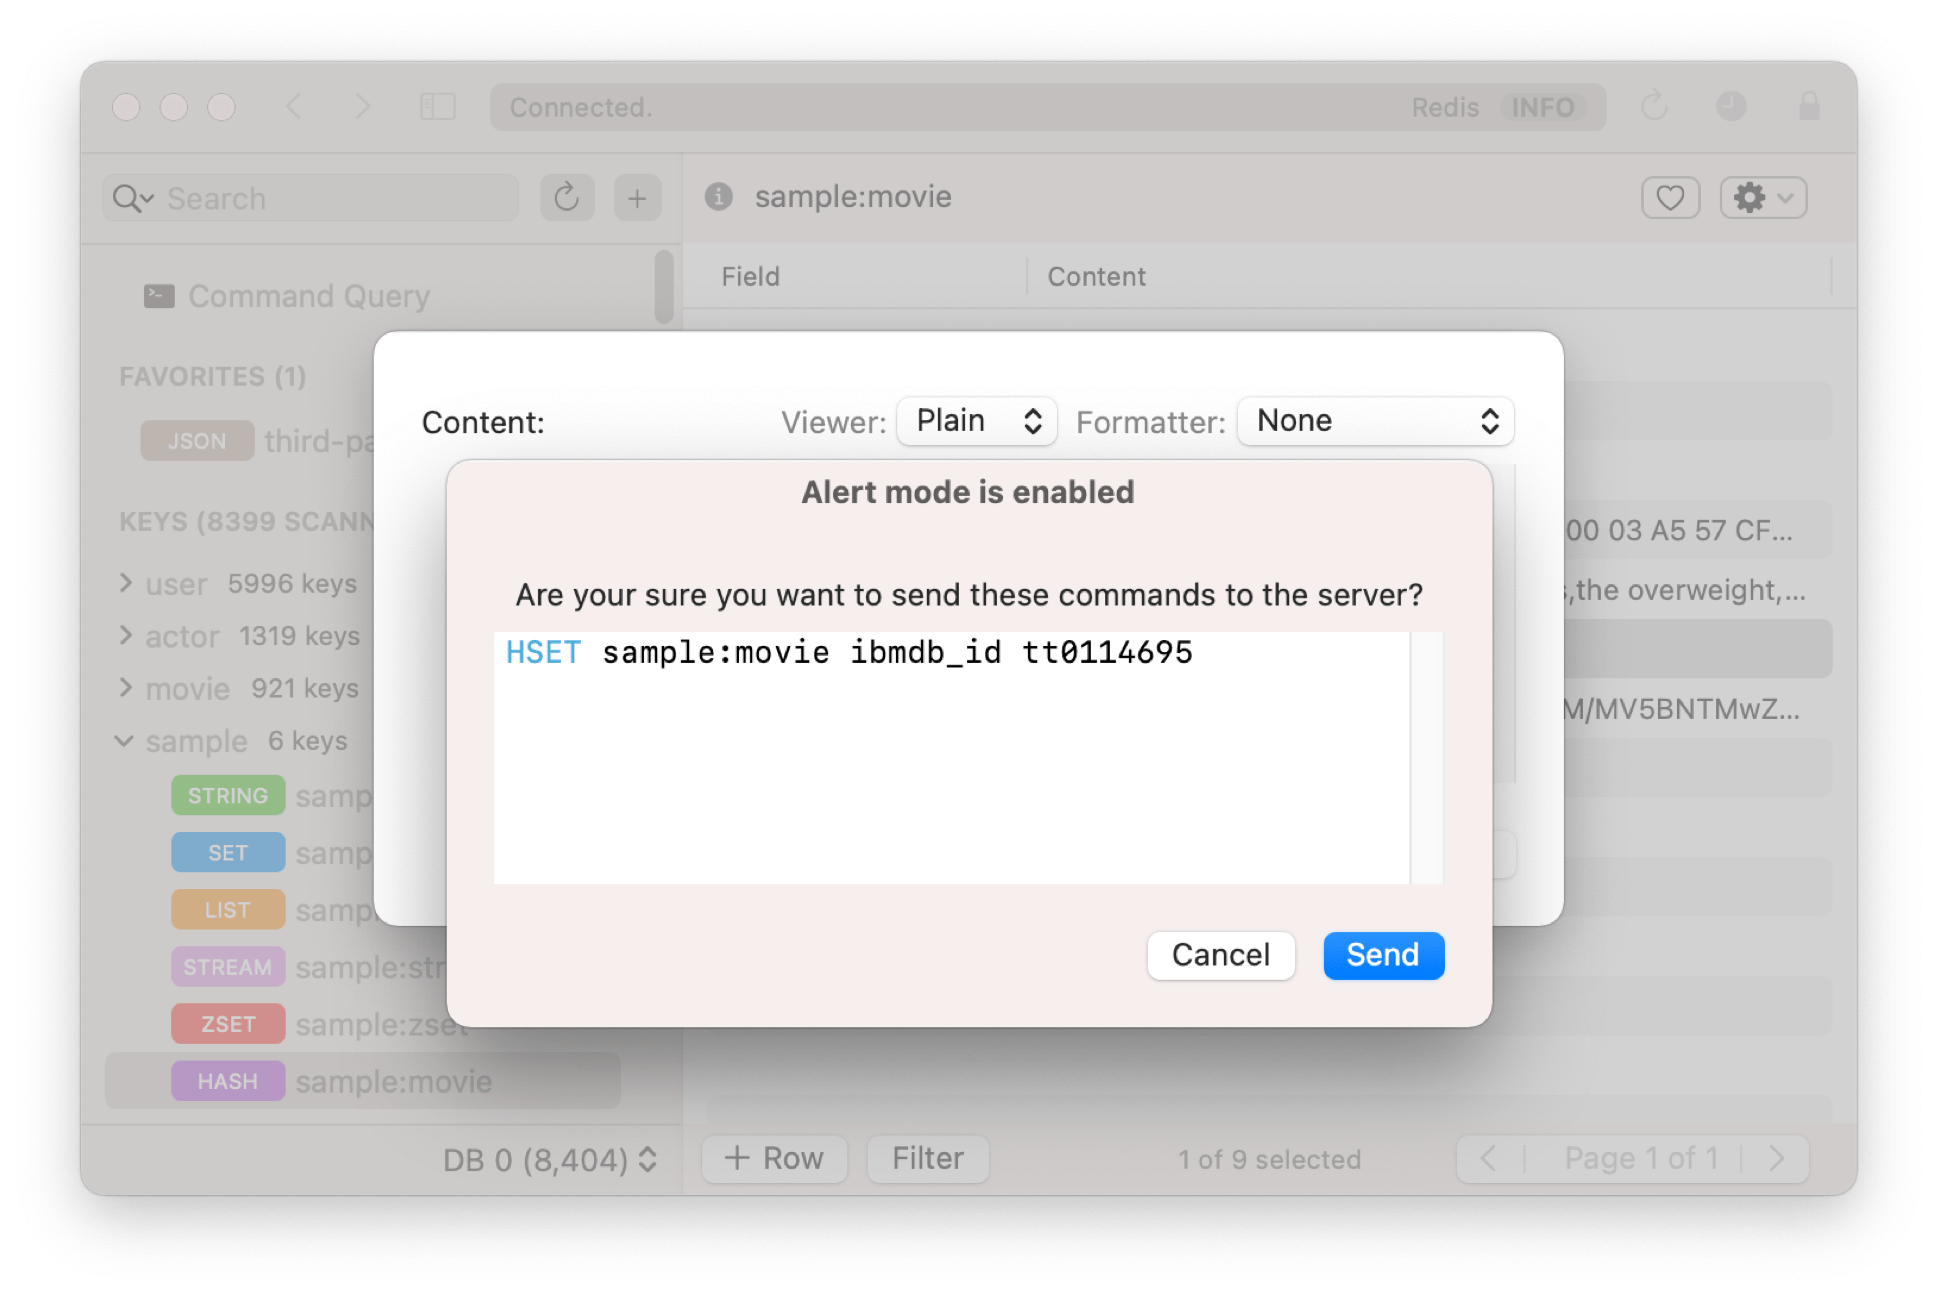 Connected.
Redis INFO
Search
sample:movie
Field Content
Command Query
FAVORITES (1)
JSON third-pa
KEYS (8399 SCANN
user 5996 keys
actor 1319 keys
movie 921 keys
sample 6 keys
STRING samp
SET samp
LIST samp
STREAM sample:str
ZSET sample:zset
HASH sample:movie
DB 0 (8,404)
Content:
Viewer: Plain
Formatter: None
00 03 A5 57 CF...
,the overweight,...
M/MV5BNTMwZ...
Alert mode is enabled
Are your sure you want to send these commands to the server?
HSET sample:movie ibmdb_id tt0114695
Cancel Send
+ Row Filter
1 of 9 selected
Page 1 of 1